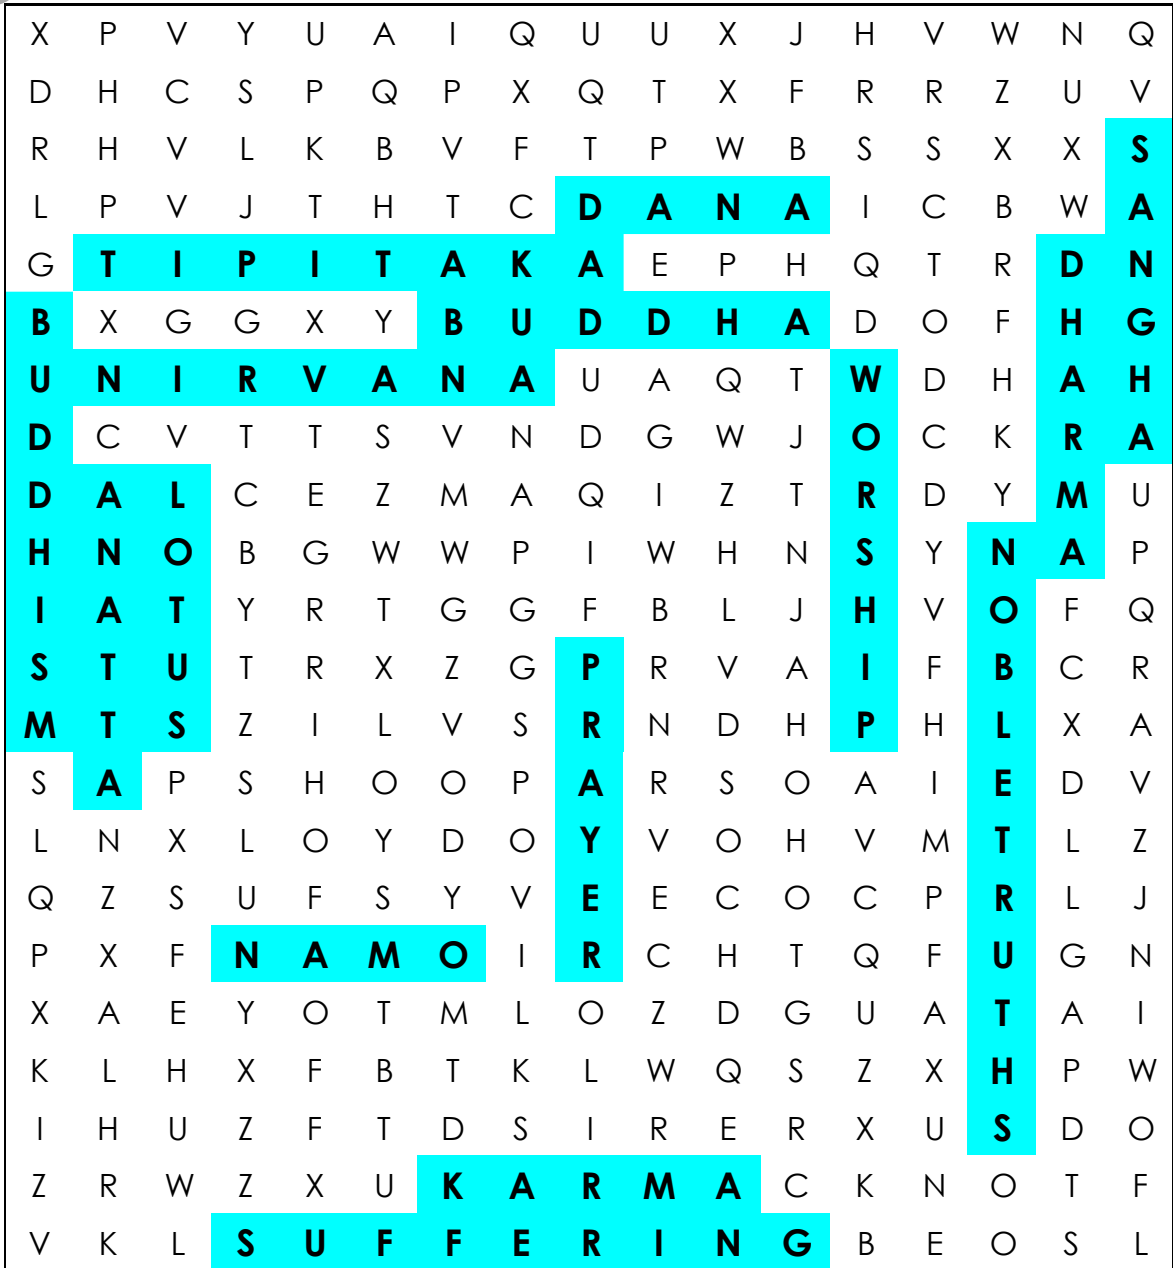 X P V Y U A I Q U U X J H V W N Q
D H C S P Q P X Q T X F R R Z U V
R H V L K B V F T P W B S S X X S
L P V J T H T C D A N A I C B W A
G T I P I T A K A E P H Q T R D N
B X G G X Y B U D D H A D O F H G
U N I R V A N A U A Q T W D H A H
D C V T T S V N D G W J O C K R A
D A L C E Z M A Q I Z T R D Y M U
H N O B G W W P I W H N S Y N A P
I A T Y R T G G F B L J H V O F Q
S T U T R X Z G P R V A I F B C R
M T S Z I L V S R N D H P H L X A
S A P S H O O P A R S O A I E D V
L N X L O Y D O Y V O H V M T L Z
Q Z S U F S Y V E E C O C P R L J
P X F N A M O I R C H T Q F U G N
X A E Y O T M L O Z D G U A T A I
K L H X F B T K L W Q S Z X H P W
I H U Z F T D S I R E R X U S D O
Z R W Z X U K A R M A C K N O T F
V K L S U F F E R I N G B E O S L